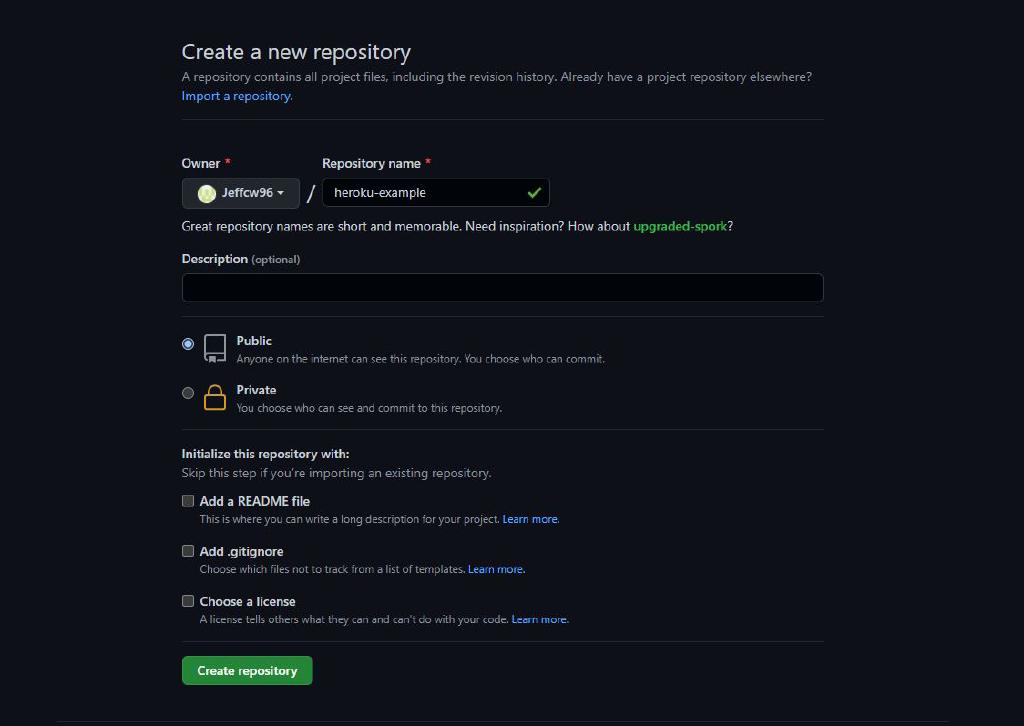 Create a new repository
A repository contains all project files, including the revision history. Already have a project repository elsewhere?
Import a repository.
Owner * Repository name *
Jeffcw96 / heroku-example
Great repository names are short and memorable. Need inspiration? How about upgraded-spork?
Description (optional)
Public
Anyone on the internet can see this repository. You choose who can commit.
Private
You choose who can see and commit to this repository.
Initialize this repository with:
Skip this step if you're importing an existing repository.
Add a README file
This is where you can write a long description for your project. Learn more.
Add .gitignore
Choose which files not to track from a list of templates. Learn more.
Choose a license
A license tells others what they can and can't do with your code. Learn more.
Create repository